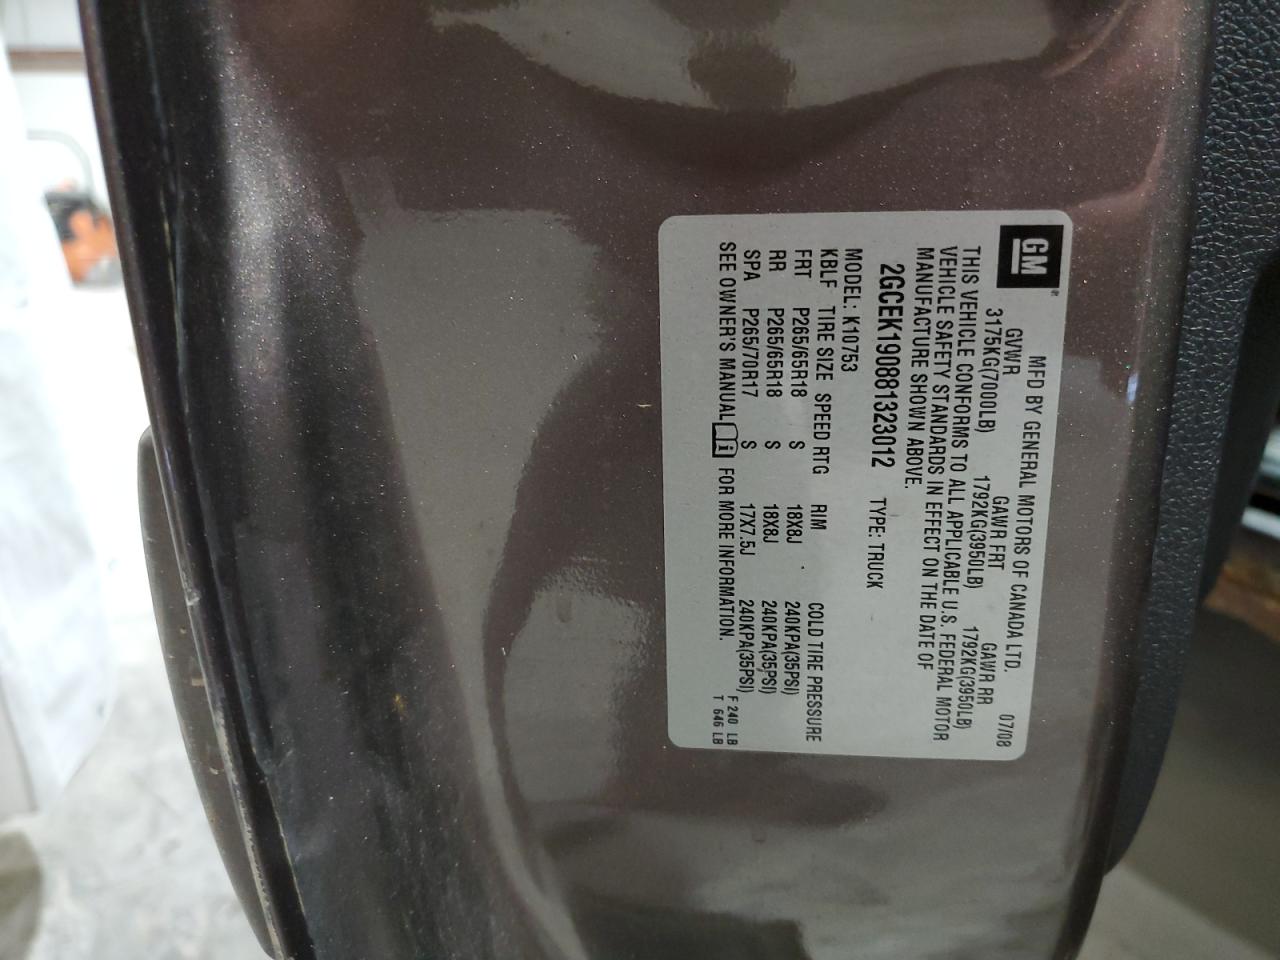 GM
MFD BY GENERAL MOTORS OF CANADA LTD.
07/08
GVWR GAWR FRT GAWR RR
3175KG(7000LB) 1792KG(3950LB) 1792KG(3950LB)
THIS VEHICLE CONFORMS TO ALL APPLICABLE U.S. FEDERAL MOTOR
VEHICLE SAFETY STANDARDS IN EFFECT ON THE DATE OF
MANUFACTURE SHOWN ABOVE.
2GCEK190881323012 TYPE: TRUCK
MODEL: K10753
KBLF TIRE SIZE SPEED RTG RIM COLD TIRE PRESSURE
FRT P265/65R18 S 18X8J 240KPA(35PSI)
RR P265/65R18 S 18X8J 240KPA(35PSI)
SPA P265/70R17 S 17X7.5J 240KPA(35PSI)
SEE OWNER'S MANUAL i FOR MORE INFORMATION.
F 240 LB
T 646 LB